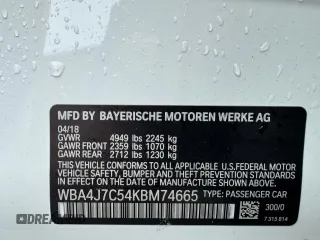 MFD BY BAYERISCHE MOTOREN WERKE AG
04/18
GVWR 4949 lbs 2245 kg
GAWR FRONT 2359 lbs 1070 kg
GAWR REAR 2712 lbs 1230 kg
THIS VEHICLE CONFORMS TO ALL APPLICABLE
U.S. FEDERAL MOTOR VEHICLE
SAFETY, BUMPER, AND THEFT PREVENTION
STANDARDS IN EFFECT ON THE DATE OF
MANUFACTURE SHOWN ABOVE.
WBA4J7C54KBM74665 TYPE: PASSENGER CAR
300/0
7 315 814